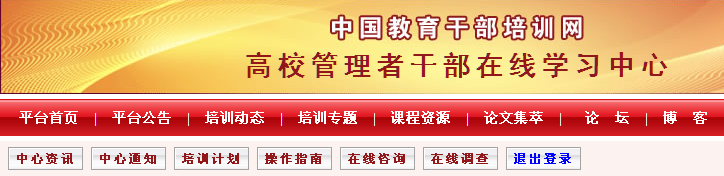 中国教育干部培训网
高校管理者干部在线学习中心
平台首页 | 平台公告 | 培训动态 | 培训专题 | 课程资源 | 论文集萃 | 论 坛 | 博 客
中心资讯 中心通知 培训计划 操作指南 在线咨询 在线调查 退出登录